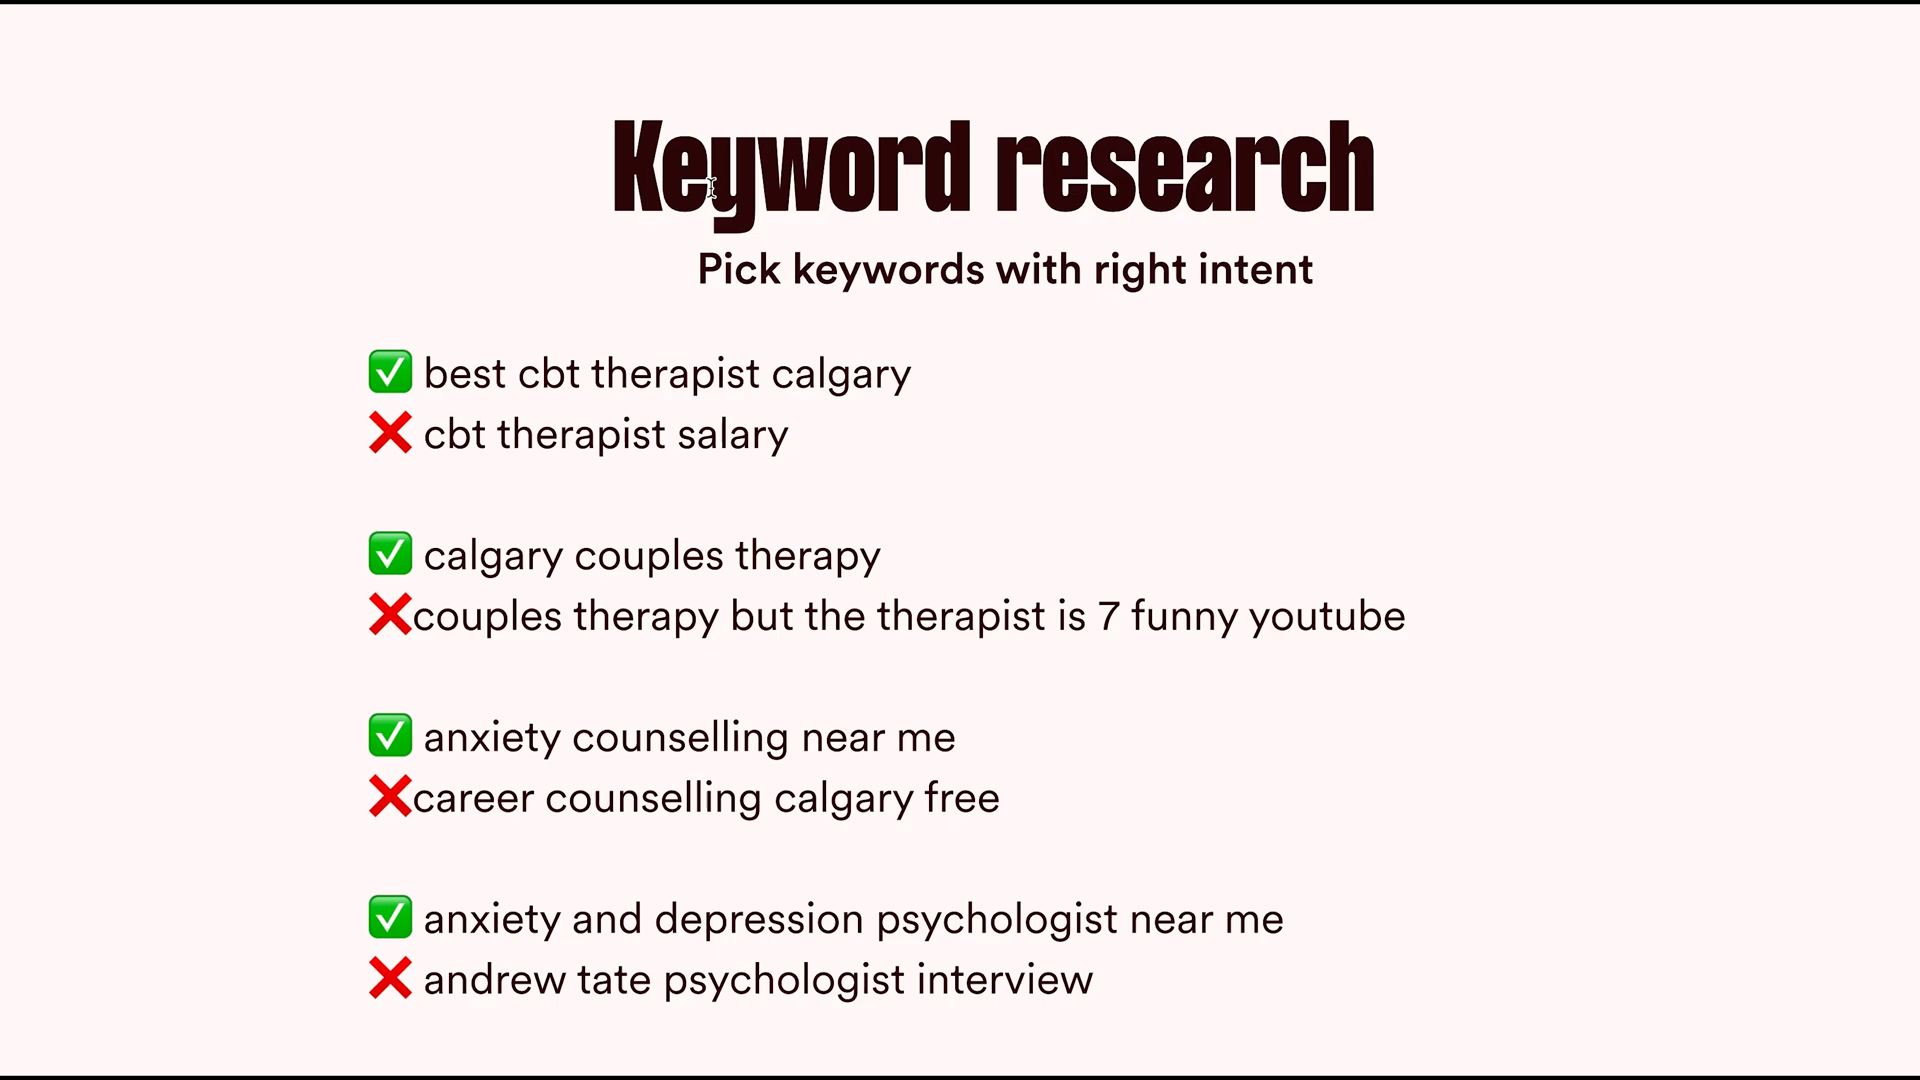 Keyword research
Pick keywords with right intent
✅ best cbt therapist calgary
❌ cbt therapist salary
✅ calgary couples therapy
❌couples therapy but the therapist is 7 funny youtube
✅ anxiety counselling near me
❌career counselling calgary free
✅ anxiety and depression psychologist near me
❌ andrew tate psychologist interview